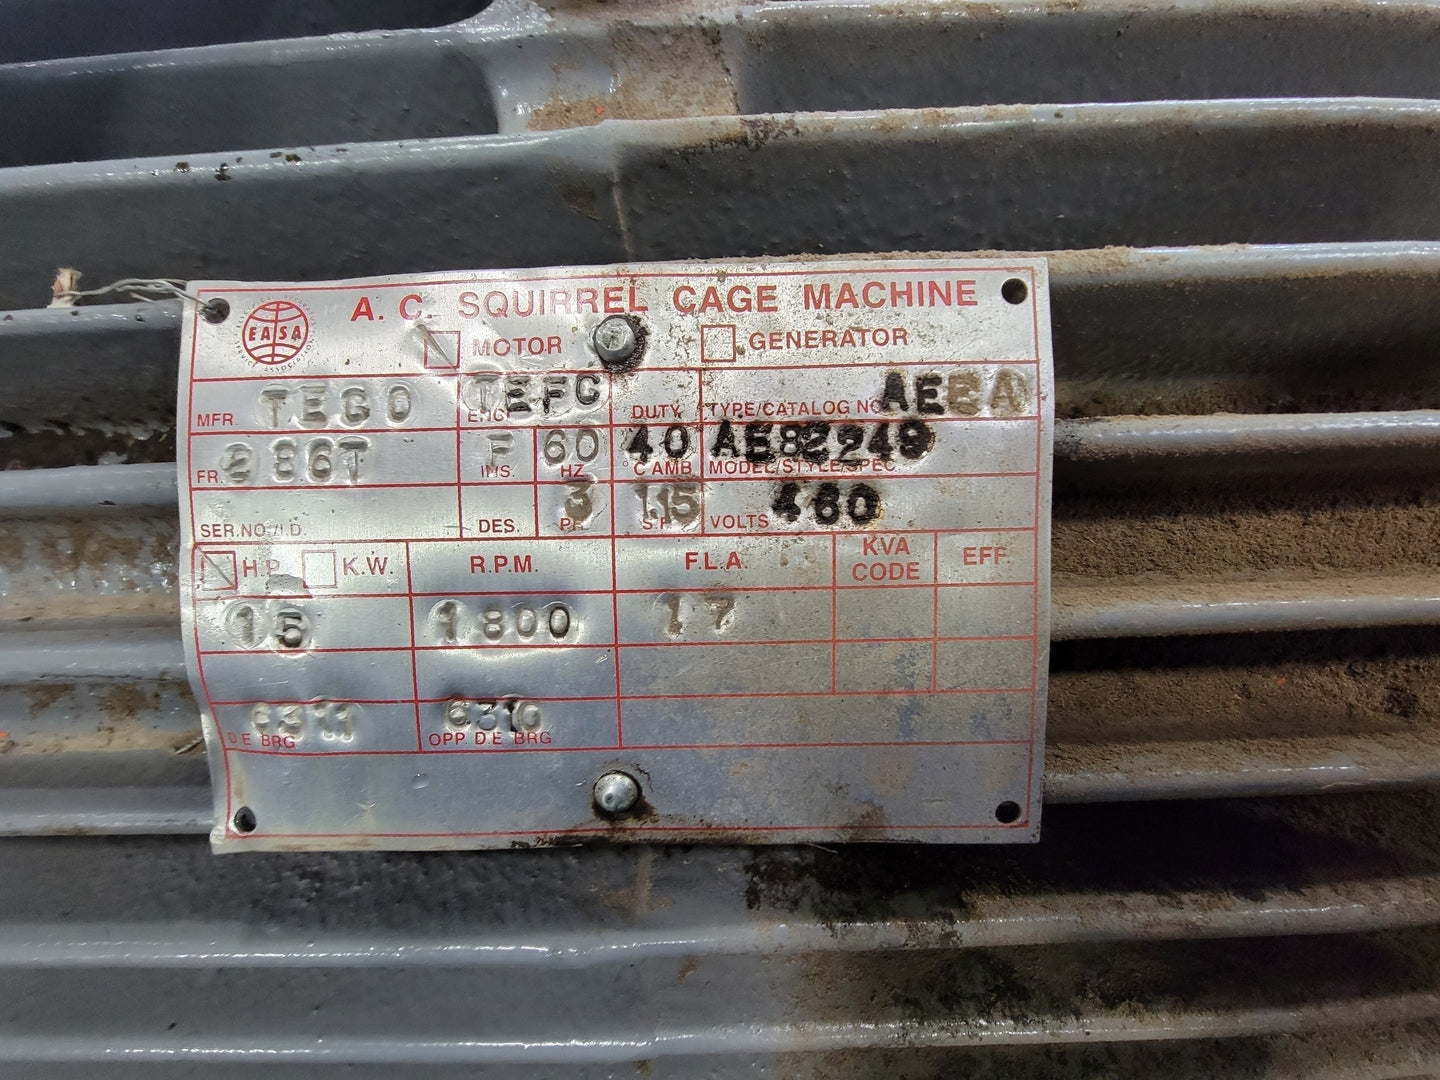 A. C. SQUIRREL CAGE MACHINE
EASA
MOTOR GENERATOR
MFR. TECO ENCL TEFC DUTY TYPE/CATALOG NO.
FR. 286T F INS. 60 HZ 40 °C AMB. MODEL/STYLE/SPEC.
SER.NO./I.D. DES. 3 PH. 1.15 S.F. VOLTS 460
H.P. K.W. R.P.M. F.L.A. KVA CODE EFF.
15 1800 17
D.E BRG 6311 OPP. D.E BRG 6310